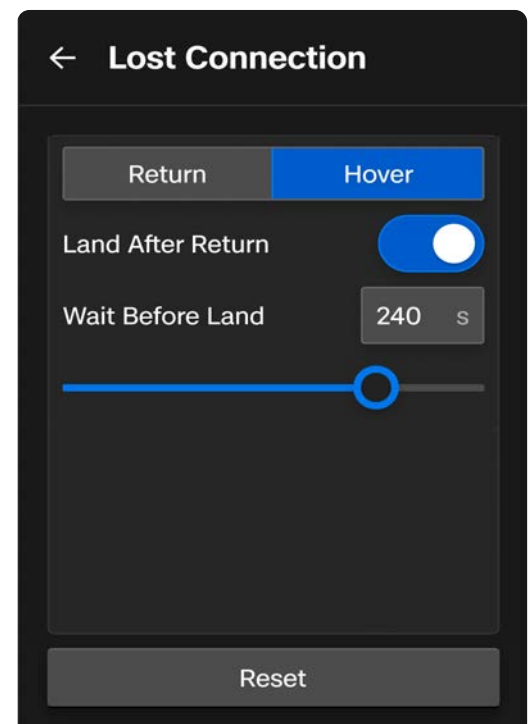 Lost Connection
Return Hover
Land After Return
Wait Before Land 240 s
Reset